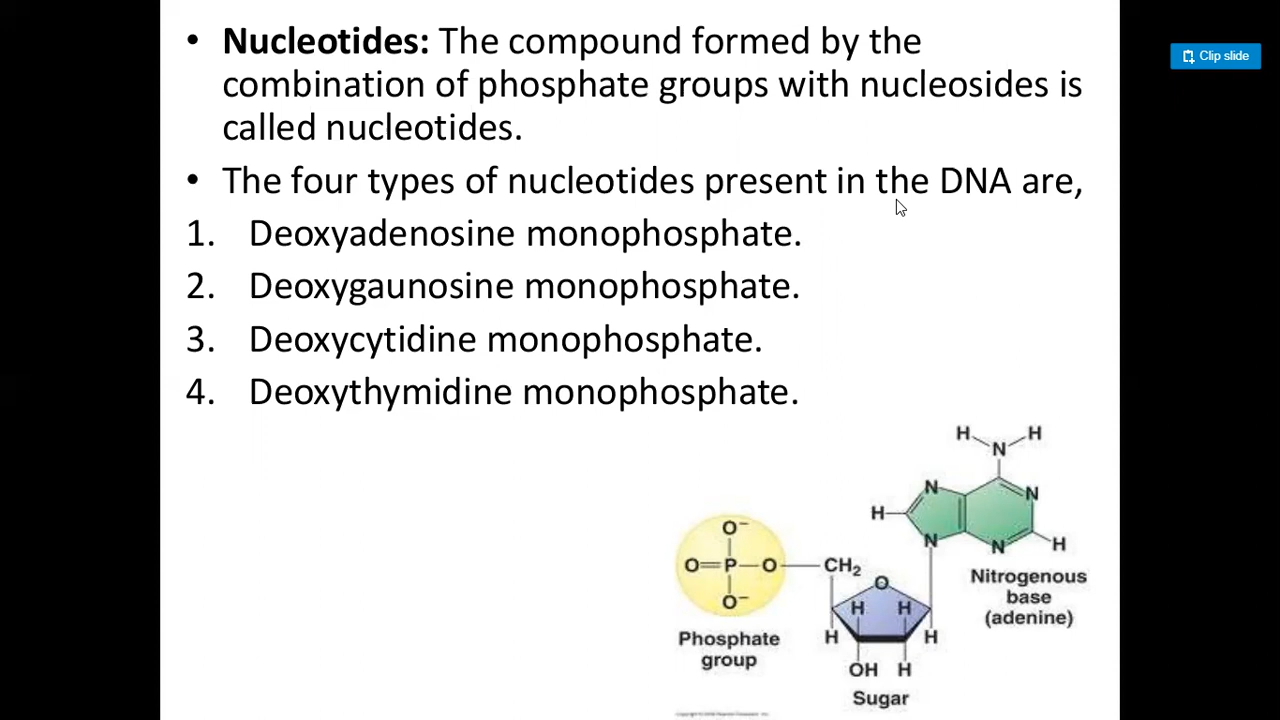 • Nucleotides: The compound formed by the
combination of phosphate groups with nucleosides is
called nucleotides.
• The four types of nucleotides present in the DNA are,
1. Deoxyadenosine monophosphate.
2. Deoxygaunosine monophosphate.
3. Deoxycytidine monophosphate.
4. Deoxythymidine monophosphate.
Clip slide
H H
N
N N
H
N N H
O⁻
O=P—O—CH₂
O⁻
O
H H
H H
OH H
Phosphate
group
Sugar
Nitrogenous
base
(adenine)